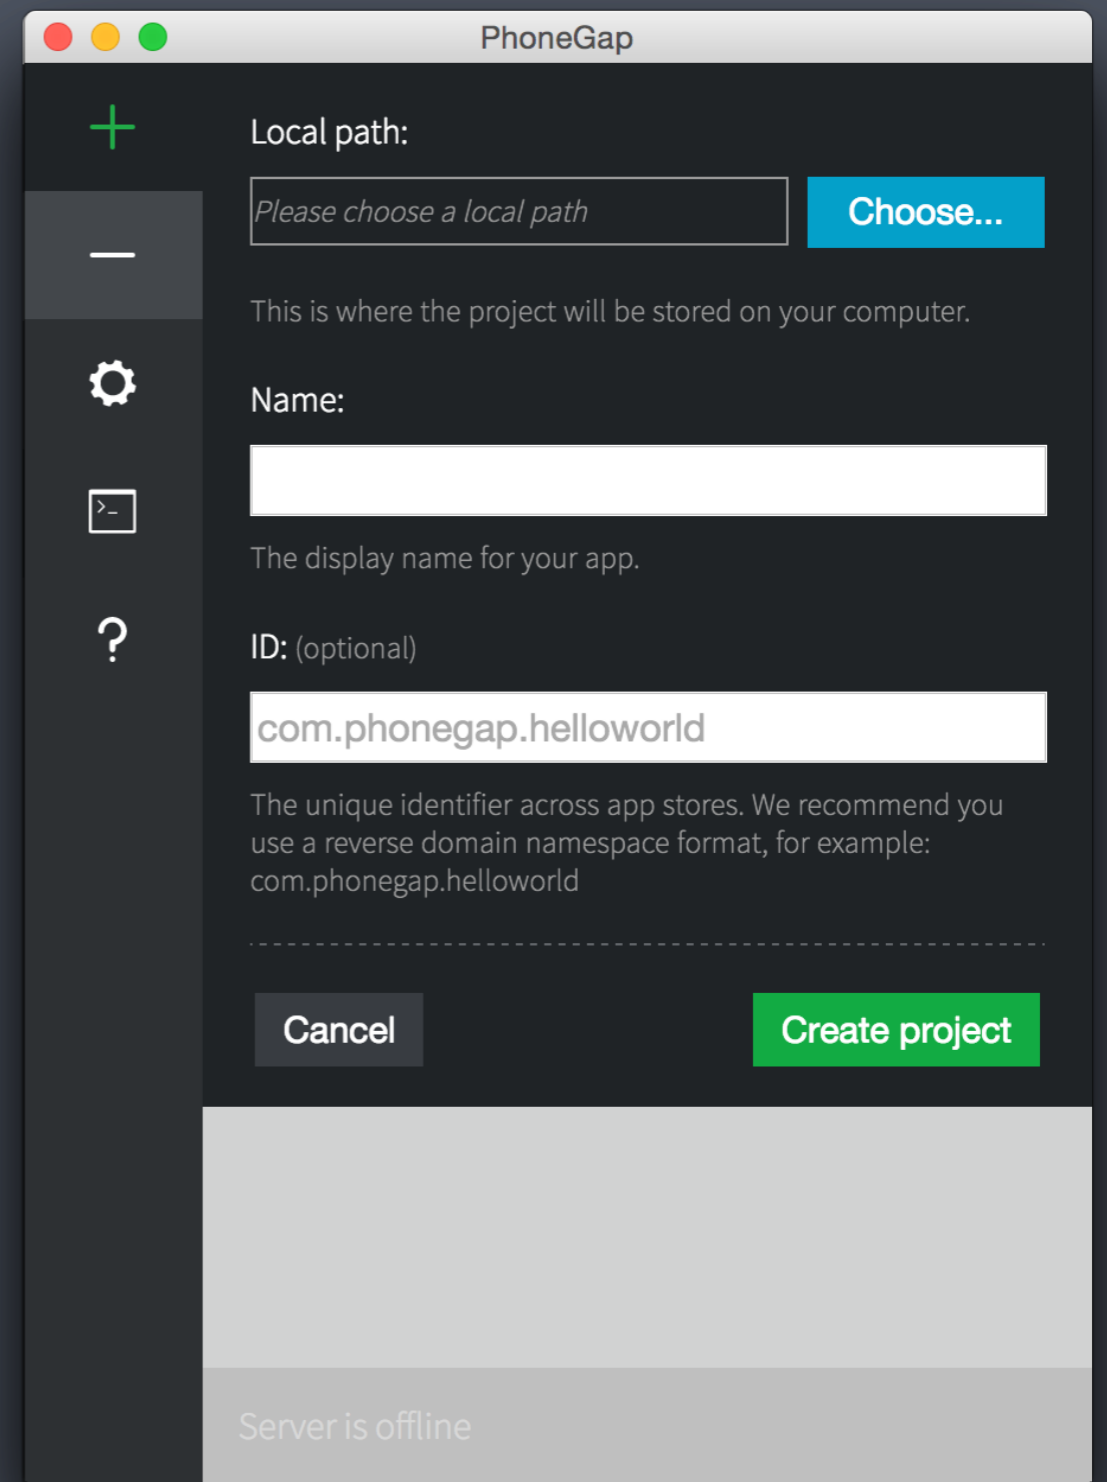 PhoneGap
Local path:
Please choose a local path
Choose...
This is where the project will be stored on your computer.
Name:
The display name for your app.
ID: (optional)
com.phonegap.helloworld
The unique identifier across app stores. We recommend you
use a reverse domain namespace format, for example:
com.phonegap.helloworld
Cancel
Create project
Server is offline